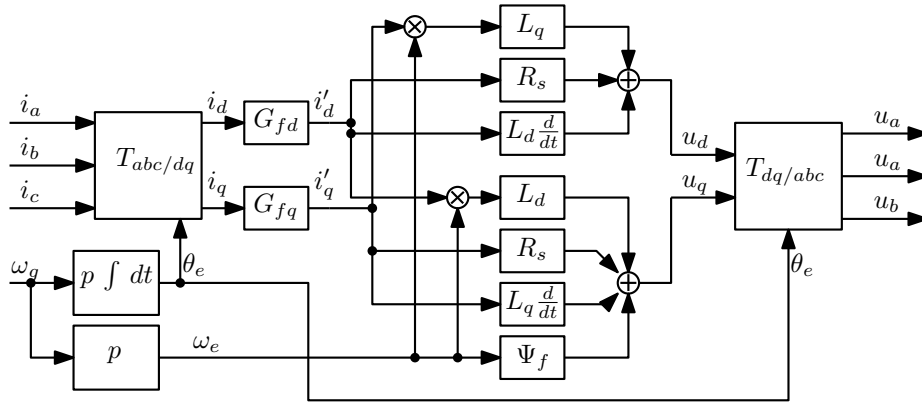 L_q
i_a
i_d
i'_d
R_s
G_{fd}
u_a
i_b
T_{abc/dq}
L_d d/dt
u_d
T_{dq/abc}
u_a
i_c
i_q
i'_q
G_{fq}
L_d
u_q
u_b
ω_g
p ∫ dt
θ_e
R_s
θ_e
L_q d/dt
p
ω_e
Ψ_f